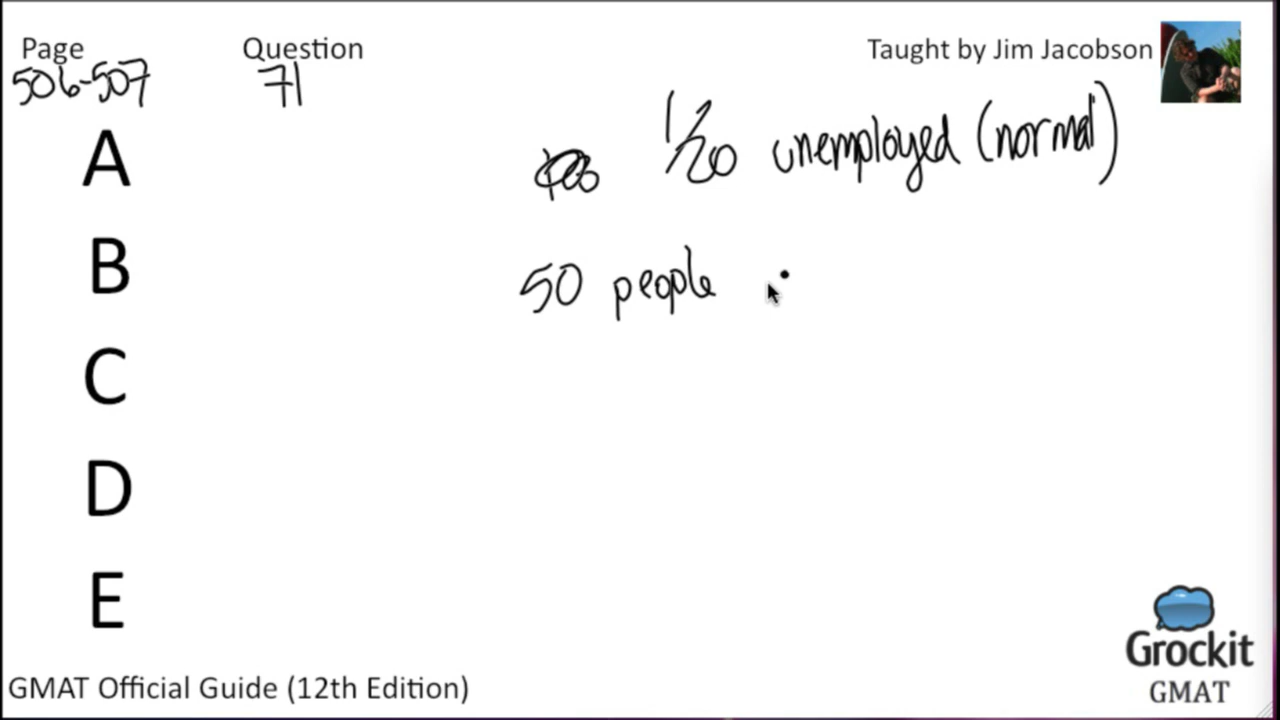 Page Question Taught by Jim Jacobson
506-507 71
A
1/20 unemployed (normal)
B
50 people
C
D
E
Grockit
GMAT
GMAT Official Guide (12th Edition)